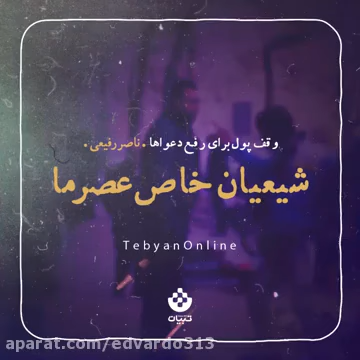 وقف پول برای رفع دعواها . ناصر رفیعی .
شیعیان خاص عصر ما
TebyanOnline
تبیان
aparat.com/edvardo313